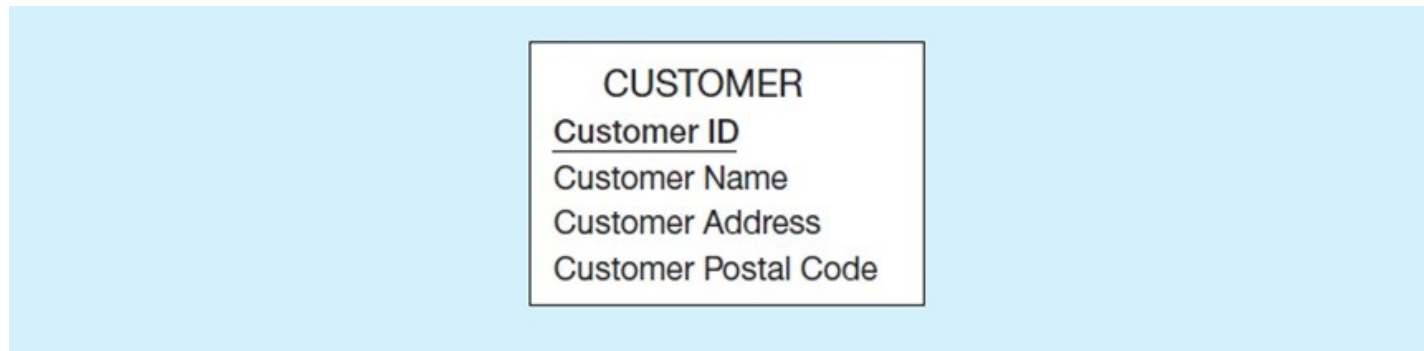 CUSTOMER
Customer ID
Customer Name
Customer Address
Customer Postal Code